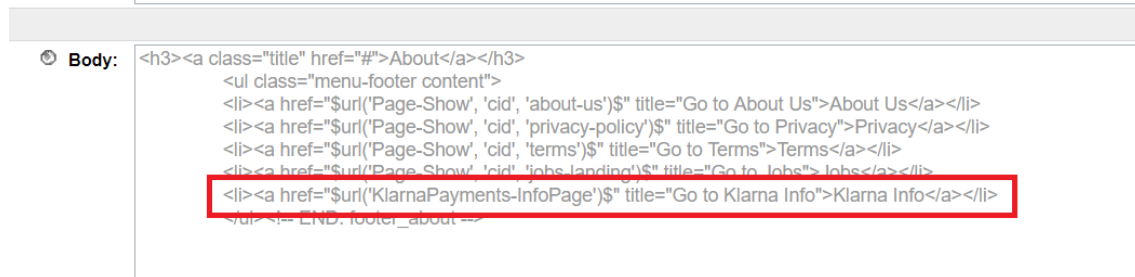 Body:
<h3><a class="title" href="#">About</a></h3>
<ul class="menu-footer content">
<li><a href="$url('Page-Show', 'cid', 'about-us')$" title="Go to About Us">About Us</a></li>
<li><a href="$url('Page-Show', 'cid', 'privacy-policy')$" title="Go to Privacy">Privacy</a></li>
<li><a href="$url('Page-Show', 'cid', 'terms')$" title="Go to Terms">Terms</a></li>
<li><a href="$url('Page-Show', 'cid', 'jobs-landing')$" title="Go to Jobs">Jobs</a></li>
<li><a href="$url('KlarnaPayments-InfoPage')$" title="Go to Klarna Info">Klarna Info</a></li>
</ul><!-- END: footer_about -->